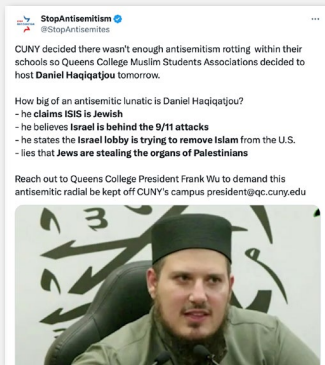 StopAntisemitism
@StopAntisemites
CUNY decided there wasn't enough antisemitism rotting within their
schools so Queens College Muslim Students Associations decided to
host Daniel Haqiqatjou tomorrow.
How big of an antisemitic lunatic is Daniel Haqiqatjou?
- he claims ISIS is Jewish
- he believes Israel is behind the 9/11 attacks
- he states the Israel lobby is trying to remove Islam from the U.S.
- lies that Jews are stealing the organs of Palestinians
Reach out to Queens College President Frank Wu to demand this
antisemitic radial be kept off CUNY's campus president@qc.cuny.edu